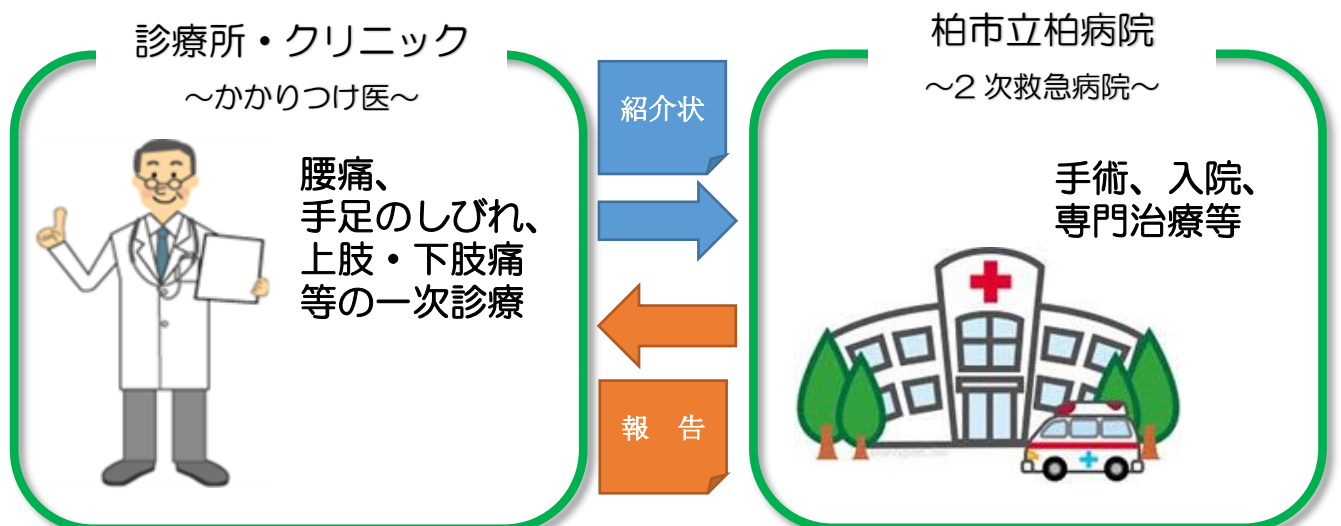 診療所・クリニック
～かかりつけ医～
腰痛、
手足のしびれ、
上肢・下肢痛
等の一次診療
紹介状
報　告
柏市立柏病院
～2 次救急病院～
手術、入院、
専門治療等